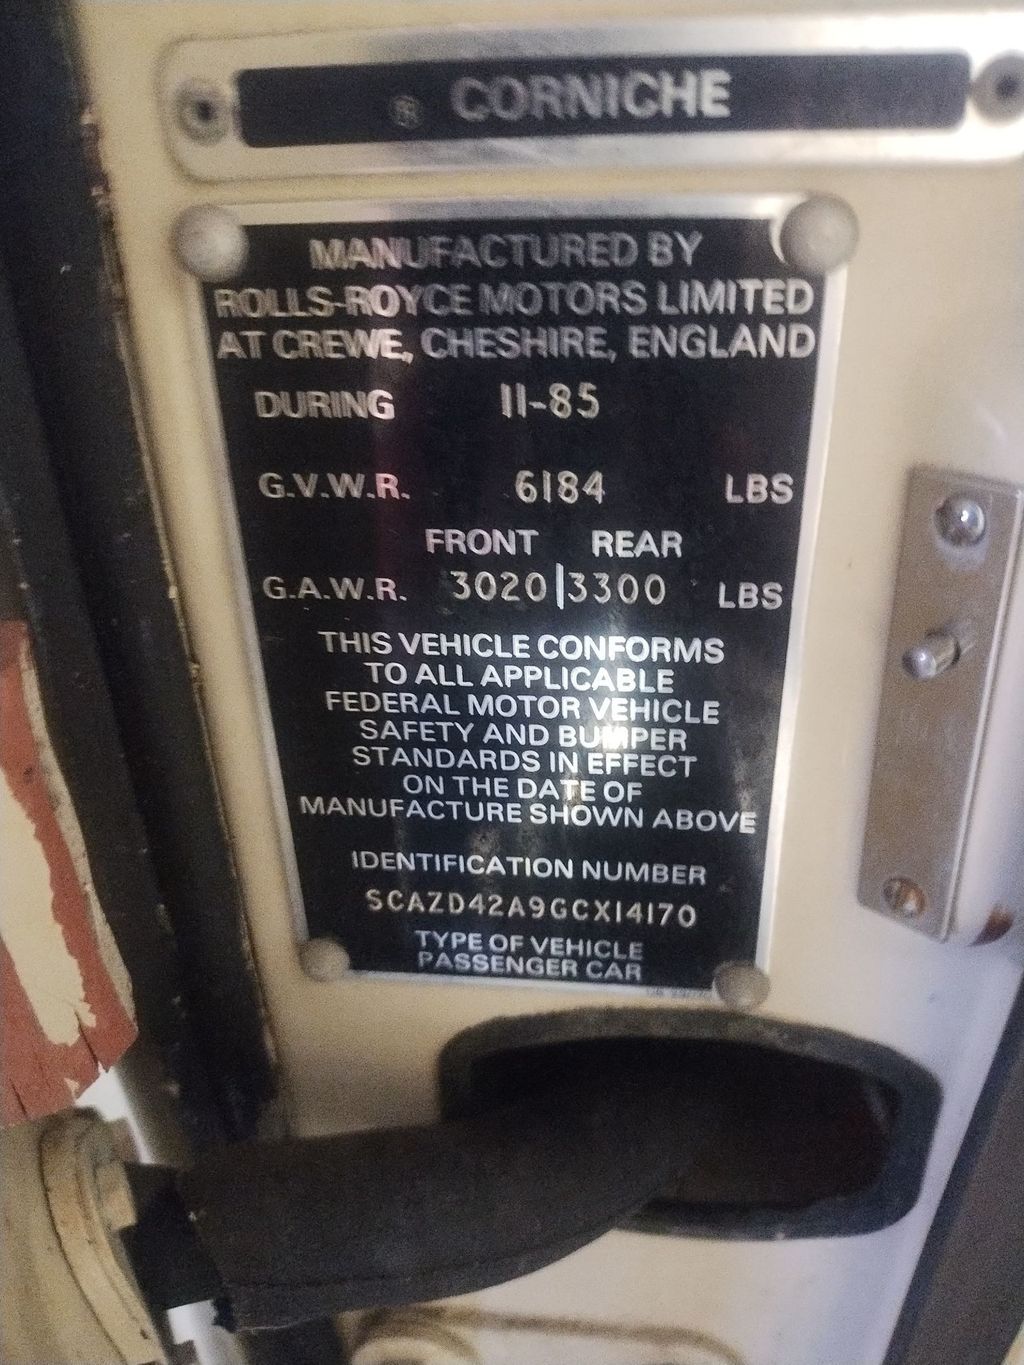 ® CORNICHE
MANUFACTURED BY
ROLLS-ROYCE MOTORS LIMITED
AT CREWE, CHESHIRE, ENGLAND
DURING 11-85
G.V.W.R. 6184 LBS
FRONT REAR
G.A.W.R. 3020|3300 LBS
THIS VEHICLE CONFORMS
TO ALL APPLICABLE
FEDERAL MOTOR VEHICLE
SAFETY AND BUMPER
STANDARDS IN EFFECT
ON THE DATE OF
MANUFACTURE SHOWN ABOVE
IDENTIFICATION NUMBER
SCAZD42A9GCX14170
TYPE OF VEHICLE
PASSENGER CAR